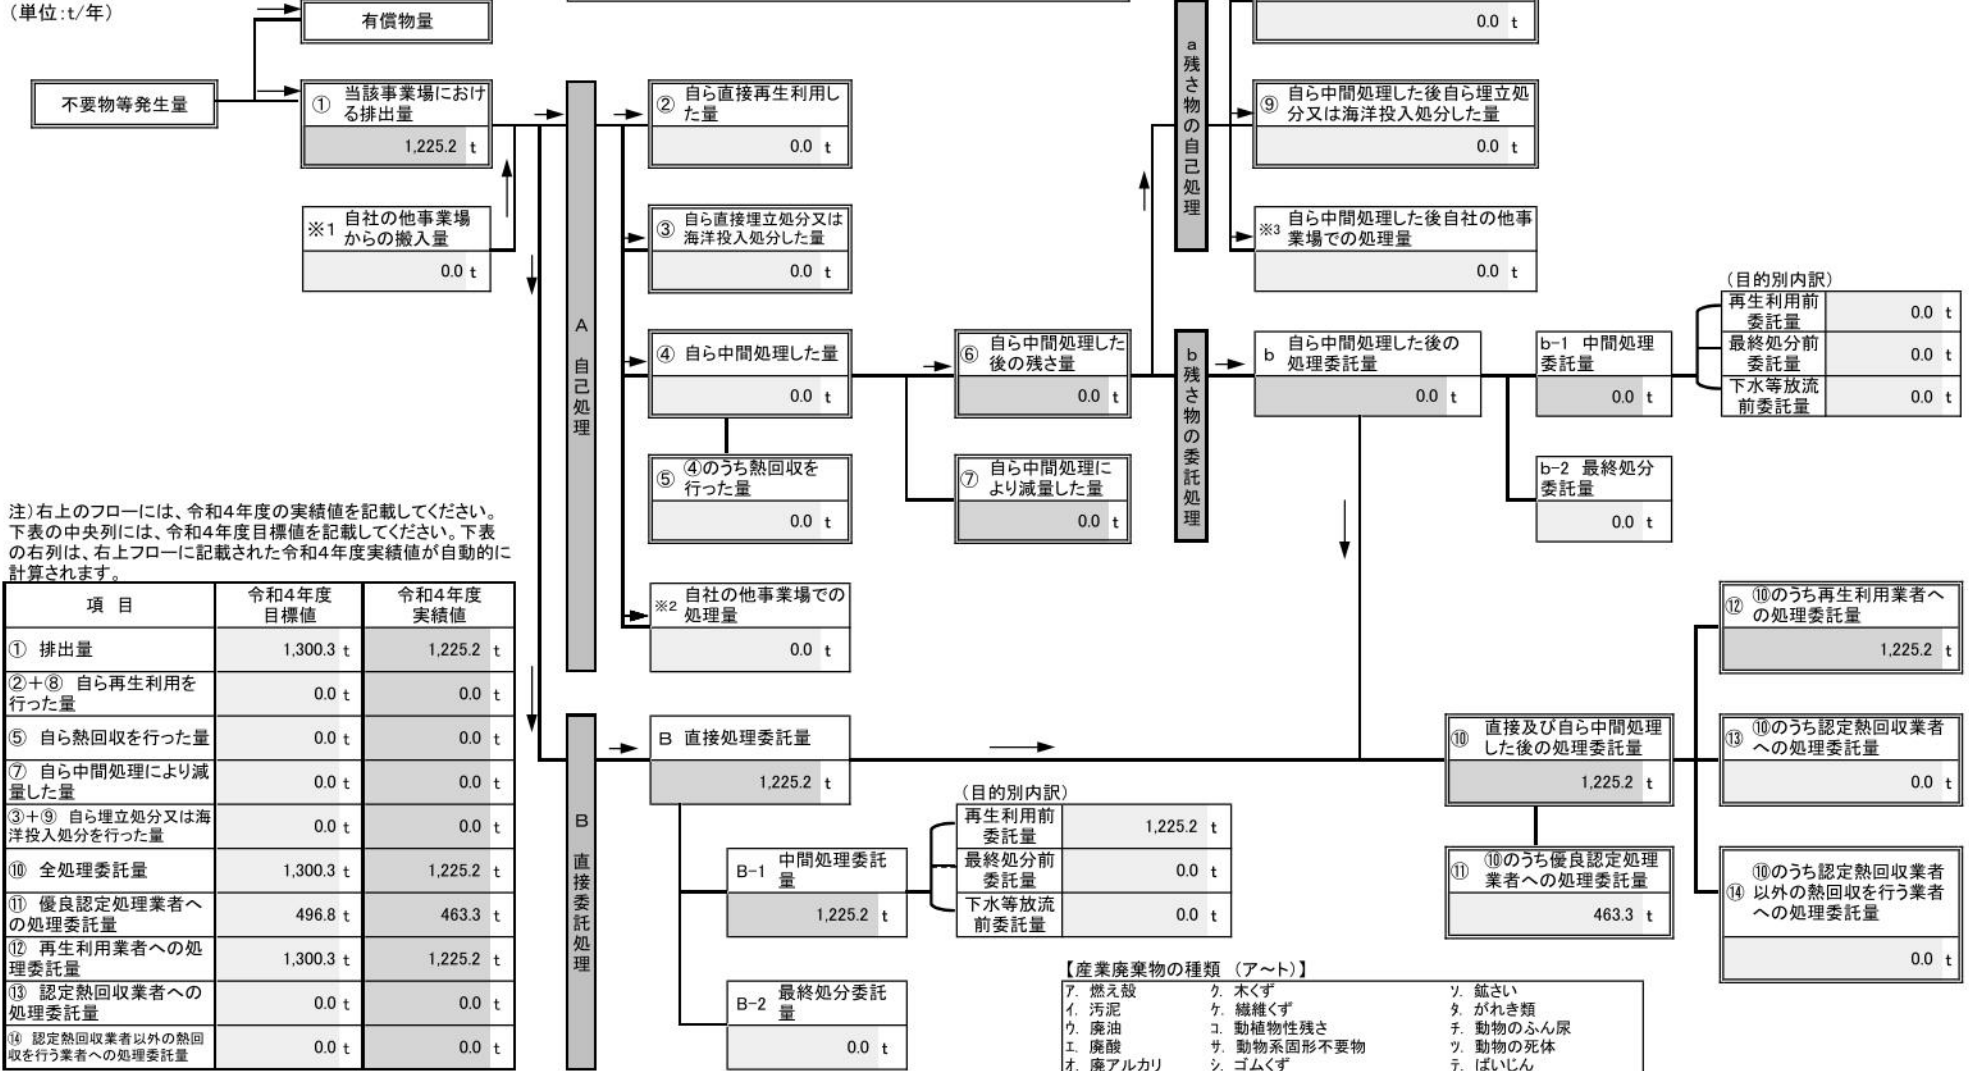 (単位:t/年)
有償物量
0.0 t
不要物等発生量
① 当該事業場におけ
る排出量
1,225.2 t
※1 自社の他事業場
からの搬入量
0.0 t
A 自己処理
② 自ら直接再生利用し
た量
0.0 t
③ 自ら直接埋立処分又は
海洋投入処分した量
0.0 t
④ 自ら中間処理した量
0.0 t
⑤ ④のうち熱回収を
行った量
0.0 t
※2 自社の他事業場での
処理量
0.0 t
⑥ 自ら中間処理した
後の残さ量
0.0 t
⑦ 自ら中間処理に
より減量した量
0.0 t
a 残さ物の自己処理
⑨ 自ら中間処理した後自ら埋立処
分又は海洋投入処分した量
0.0 t
※3 自ら中間処理した後自社の他事
業場での処理量
0.0 t
b 残さ物の委託処理
b 自ら中間処理した後の
処理委託量
0.0 t
b-1 中間処理
委託量
0.0 t
(目的別内訳)
再生利用前
委託量
0.0 t
最終処分前
委託量
0.0 t
下水等放流
前委託量
0.0 t
b-2 最終処分
委託量
0.0 t
注)右上のフローには、令和4年度の実績値を記載してください。
下表の中央列には、令和4年度目標値を記載してください。下表
の右列は、右上フローに記載された令和4年度実績値が自動的に
計算されます。
項 目 令和4年度 目標値 令和4年度 実績値
① 排出量 1,300.3 t 1,225.2 t
②+⑧ 自ら再生利用を
行った量 0.0 t 0.0 t
⑤ 自ら熱回収を行った量 0.0 t 0.0 t
⑦ 自ら中間処理により減
量した量 0.0 t 0.0 t
③+⑨ 自ら埋立処分又は海
洋投入処分を行った量 0.0 t 0.0 t
⑩ 全処理委託量 1,300.3 t 1,225.2 t
⑪ 優良認定処理業者へ
の処理委託量 496.8 t 463.3 t
⑫ 再生利用業者への処
理委託量 1,300.3 t 1,225.2 t
⑬ 認定熱回収業者への
処理委託量 0.0 t 0.0 t
⑭ 認定熱回収業者以外の熱回
収を行う業者への処理委託量 0.0 t 0.0 t
B 直接委託処理
B 直接処理委託量
1,225.2 t
B-1 中間処理委託
量
1,225.2 t
(目的別内訳)
再生利用前
委託量
1,225.2 t
最終処分前
委託量
0.0 t
下水等放流
前委託量
0.0 t
B-2 最終処分委託
量
0.0 t
⑩ 直接及び自ら中間処理
した後の処理委託量
1,225.2 t
⑪ ⑩のうち優良認定処理
業者への処理委託量
463.3 t
⑫ ⑩のうち再生利用業者へ
の処理委託量
1,225.2 t
⑬ ⑩のうち認定熱回収業者
への処理委託量
0.0 t
⑭ ⑩のうち認定熱回収業者
以外の熱回収を行う業者
への処理委託量
0.0 t
【産業廃棄物の種類 (ア~ト)】
ア. 燃え殻 ク. 木くず ソ. 鉱さい
イ. 汚泥 ケ. 繊維くず タ. がれき類
ウ. 廃油 コ. 動植物性残さ チ. 動物のふん尿
エ. 廃酸 サ. 動物系固形不要物 ツ. 動物の死体
オ. 廃アルカリ シ. ゴムくず テ. ばいじん